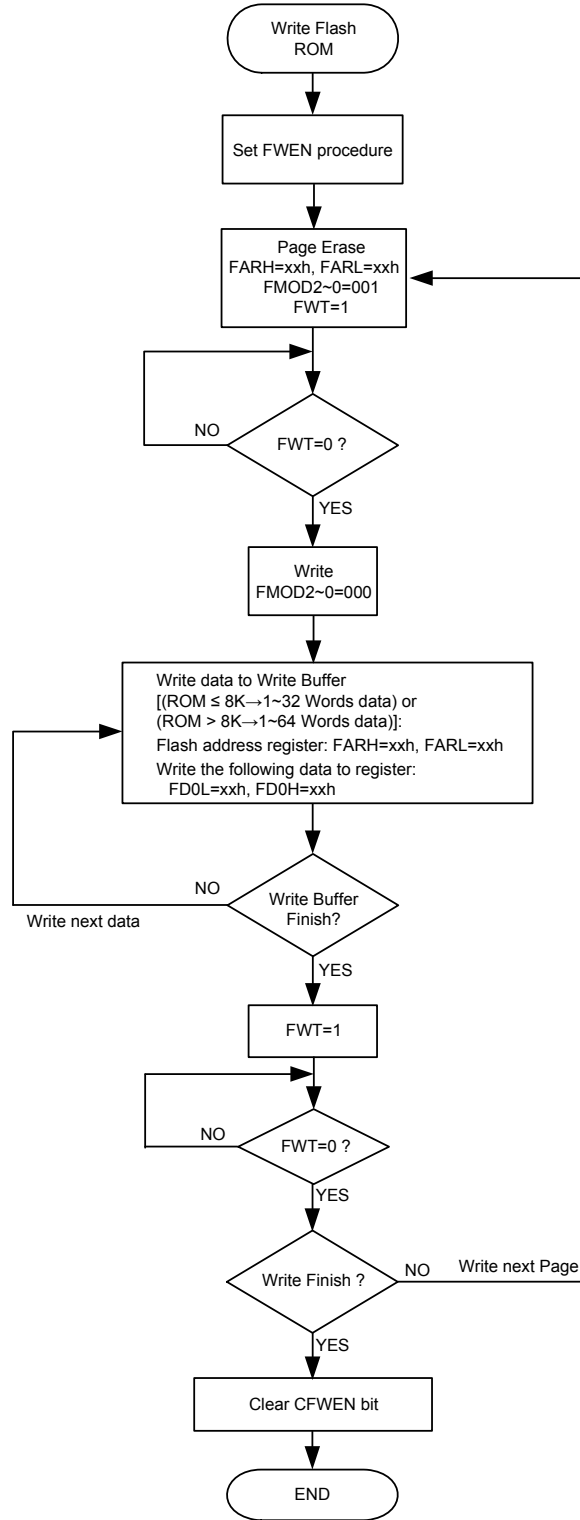 Write Flash
ROM
Set FWEN procedure
Page Erase
FARH=xxh, FARL=xxh
FMOD2~0=001
FWT=1
NO
FWT=0 ?
YES
Write
FMOD2~0=000
Write data to Write Buffer
[(ROM ≤ 8K→1~32 Words data) or
(ROM > 8K→1~64 Words data)]:
Flash address register: FARH=xxh, FARL=xxh
Write the following data to register:
FD0L=xxh, FD0H=xxh
NO
Write Buffer
Finish?
Write next data
YES
FWT=1
NO
FWT=0 ?
YES
Write Finish ?
NO
Write next Page
YES
Clear CFWEN bit
END